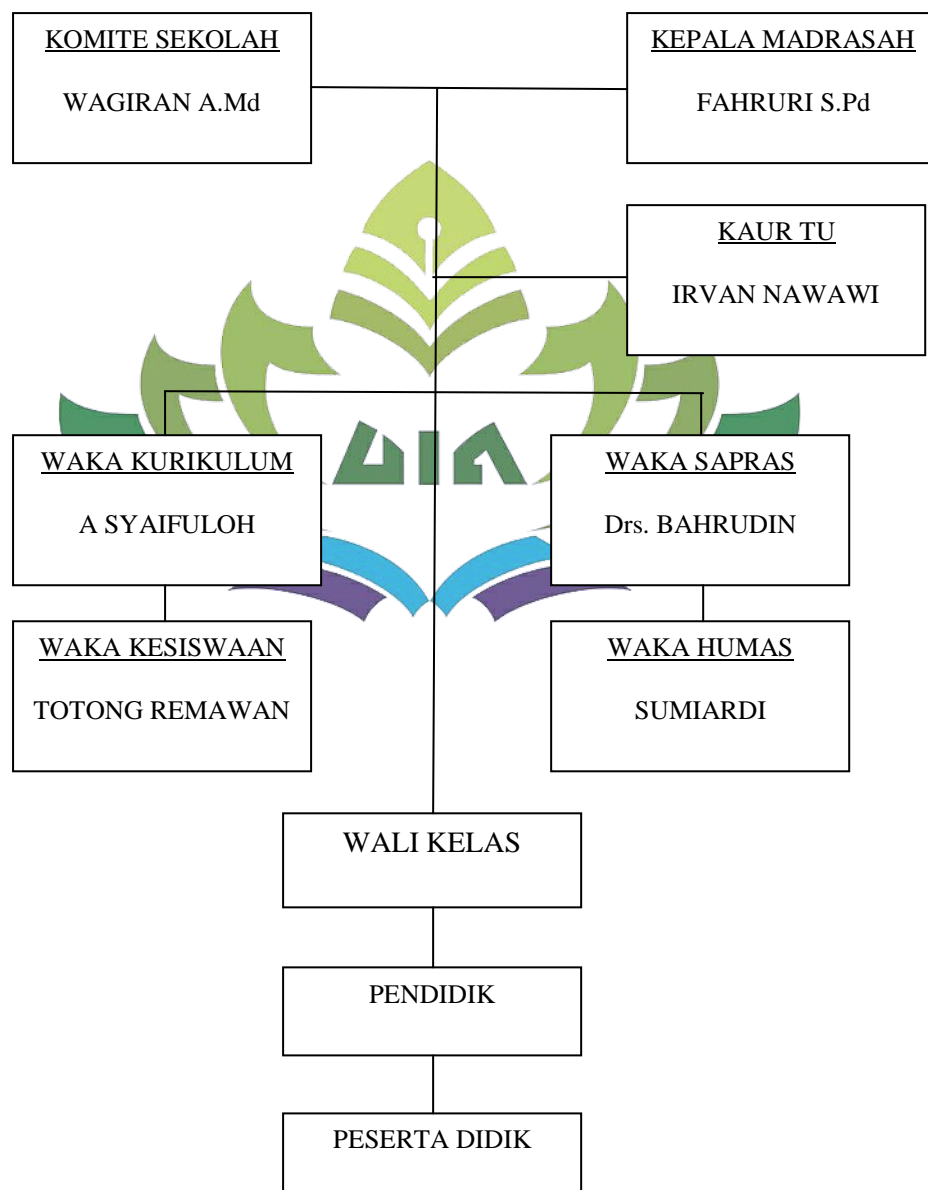 KOMITE SEKOLAH
WAGIRAN A.Md
KEPALA MADRASAH
FAHRURI S.Pd
KAUR TU
IRVAN NAWAWI
WAKA KURIKULUM
A SYAIFULOH
UIN
WAKA SAPRAS
Drs. BAHRUDIN
WAKA KESISWAAN
TOTONG REMAWAN
WAKA HUMAS
SUMIARDI
WALI KELAS
PENDIDIK
PESERTA DIDIK